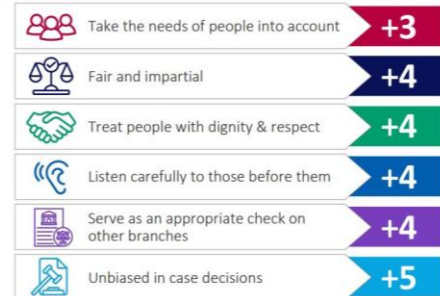 Take the needs of people into account +3
Fair and impartial +4
Treat people with dignity & respect +4
Listen carefully to those before them +4
Serve as an appropriate check on
other branches +4
Unbiased in case decisions +5